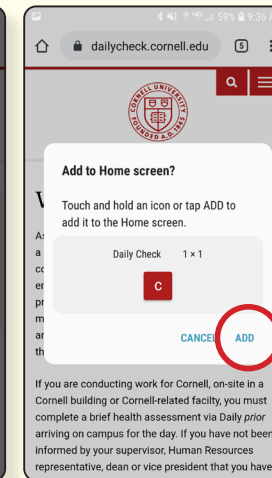 59% 9:36 A
dailycheck.cornell.edu 5
CORNELL UNIVERSITY
FOUNDED A.D. 1865
Add to Home screen?
Touch and hold an icon or tap ADD to
add it to the Home screen.
Daily Check 1 × 1
C
CANCEL ADD
If you are conducting work for Cornell, on-site in a
Cornell building or Cornell-related facilty, you must
complete a brief health assessment via Daily prior
arriving on campus for the day. If you have not been
informed by your supervisor, Human Resources
representative, dean or vice president that you have